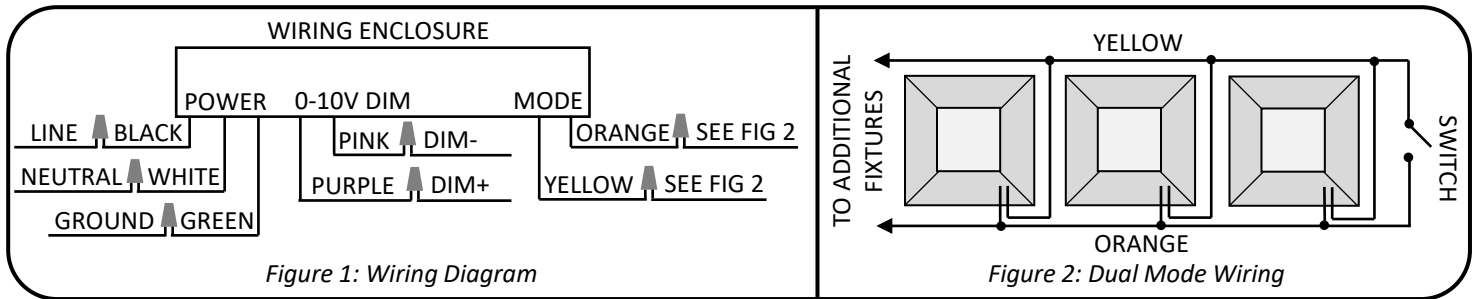 WIRING ENCLOSURE
POWER 0-10V DIM MODE
LINE BLACK PINK DIM- ORANGE SEE FIG 2
NEUTRAL WHITE PURPLE DIM+ YELLOW SEE FIG 2
GROUND GREEN
Figure 1: Wiring Diagram
YELLOW
TO ADDITIONAL
FIXTURES
SWITCH
ORANGE
Figure 2: Dual Mode Wiring